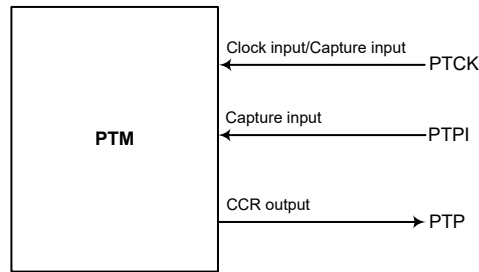 Clock input/Capture input
PTCK
Capture input
PTM
PTPI
CCR output
PTP